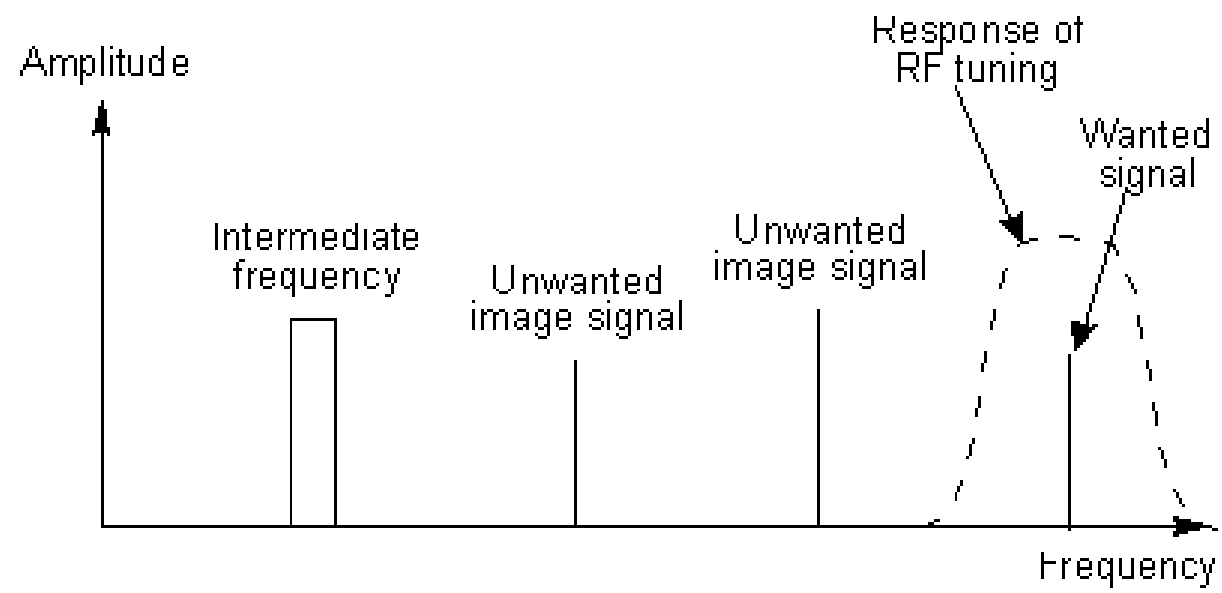 Amplitude
Response of
RF tuning
Wanted
signal
Intermediate
frequency
Unwanted
image signal
Unwanted
image signal
Frequency